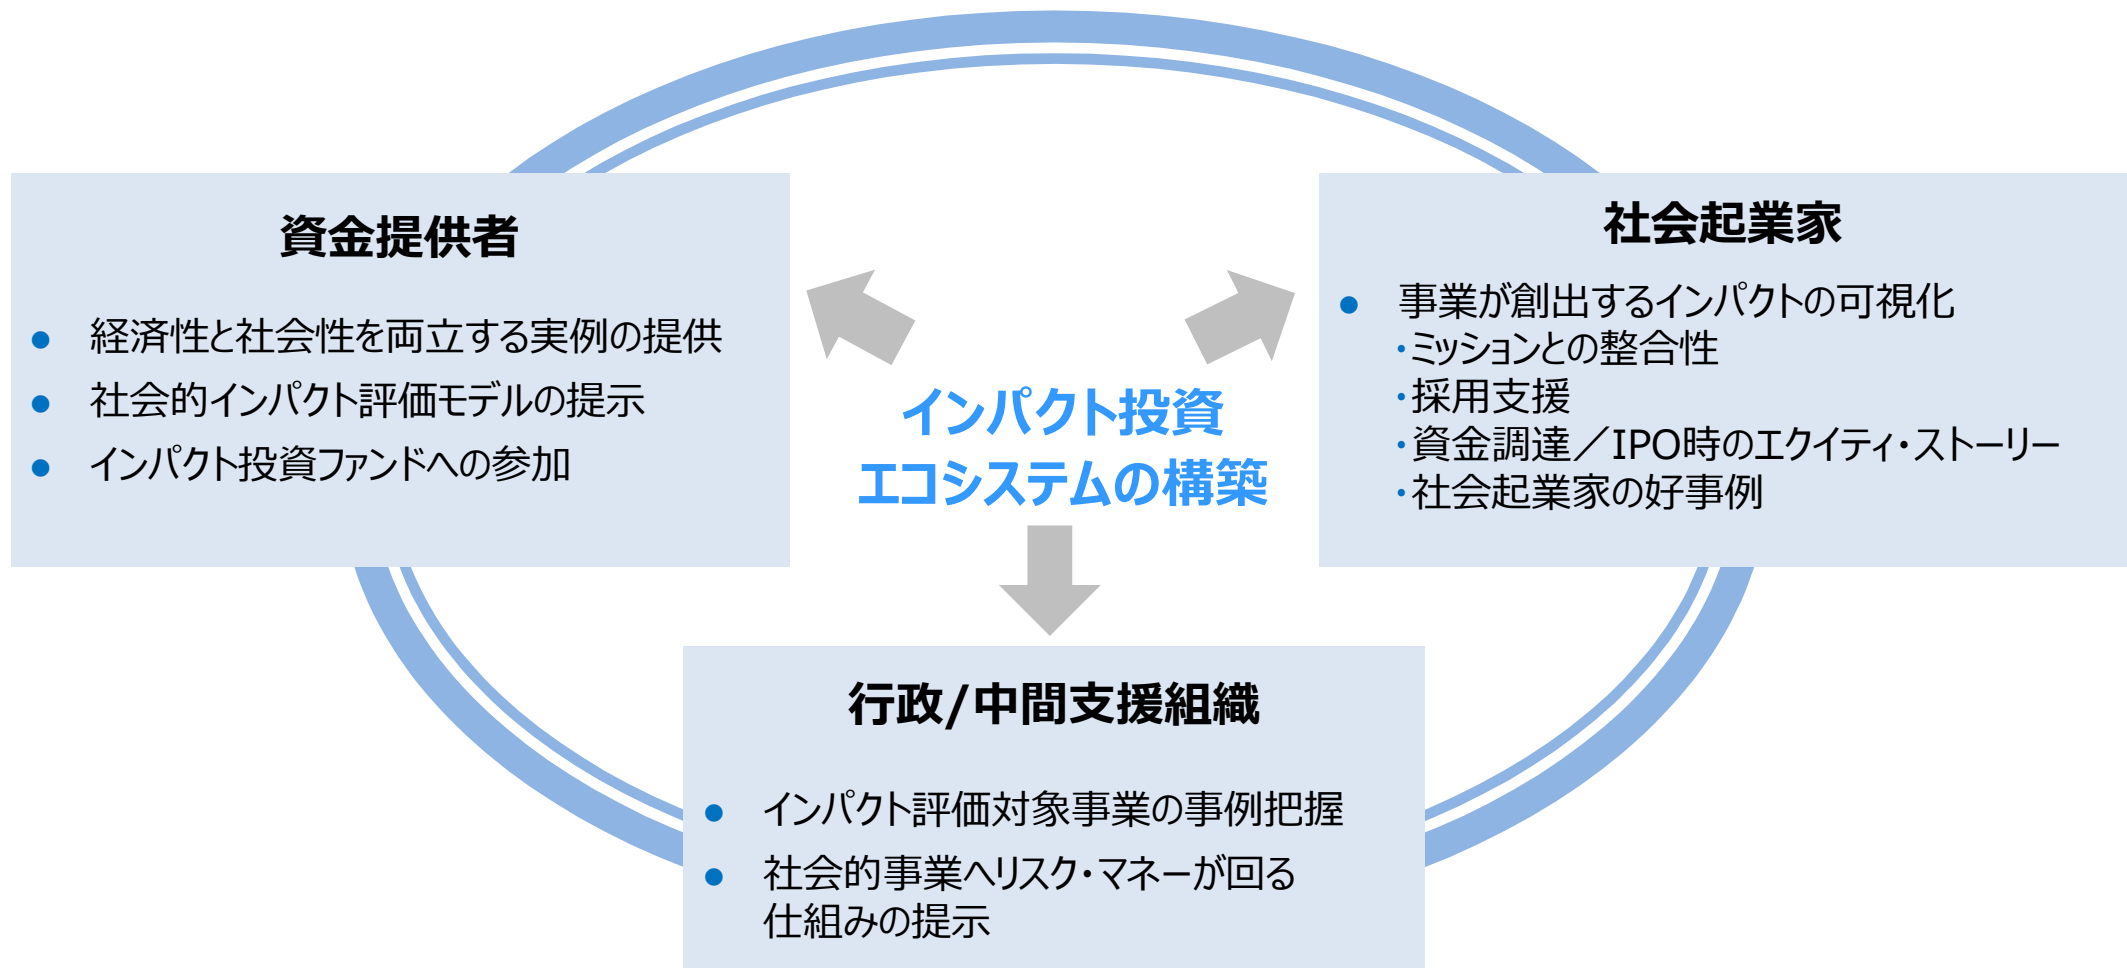 資金提供者
● 経済性と社会性を両立する実例の提供
● 社会的インパクト評価モデルの提示
● インパクト投資ファンドへの参加
社会起業家
● 事業が創出するインパクトの可視化
・ミッションとの整合性
・採用支援
・資金調達／IPO時のエクイティ・ストーリー
・社会起業家の好事例
インパクト投資
エコシステムの構築
行政/中間支援組織
● インパクト評価対象事業の事例把握
● 社会的事業へリスク・マネーが回る
仕組みの提示